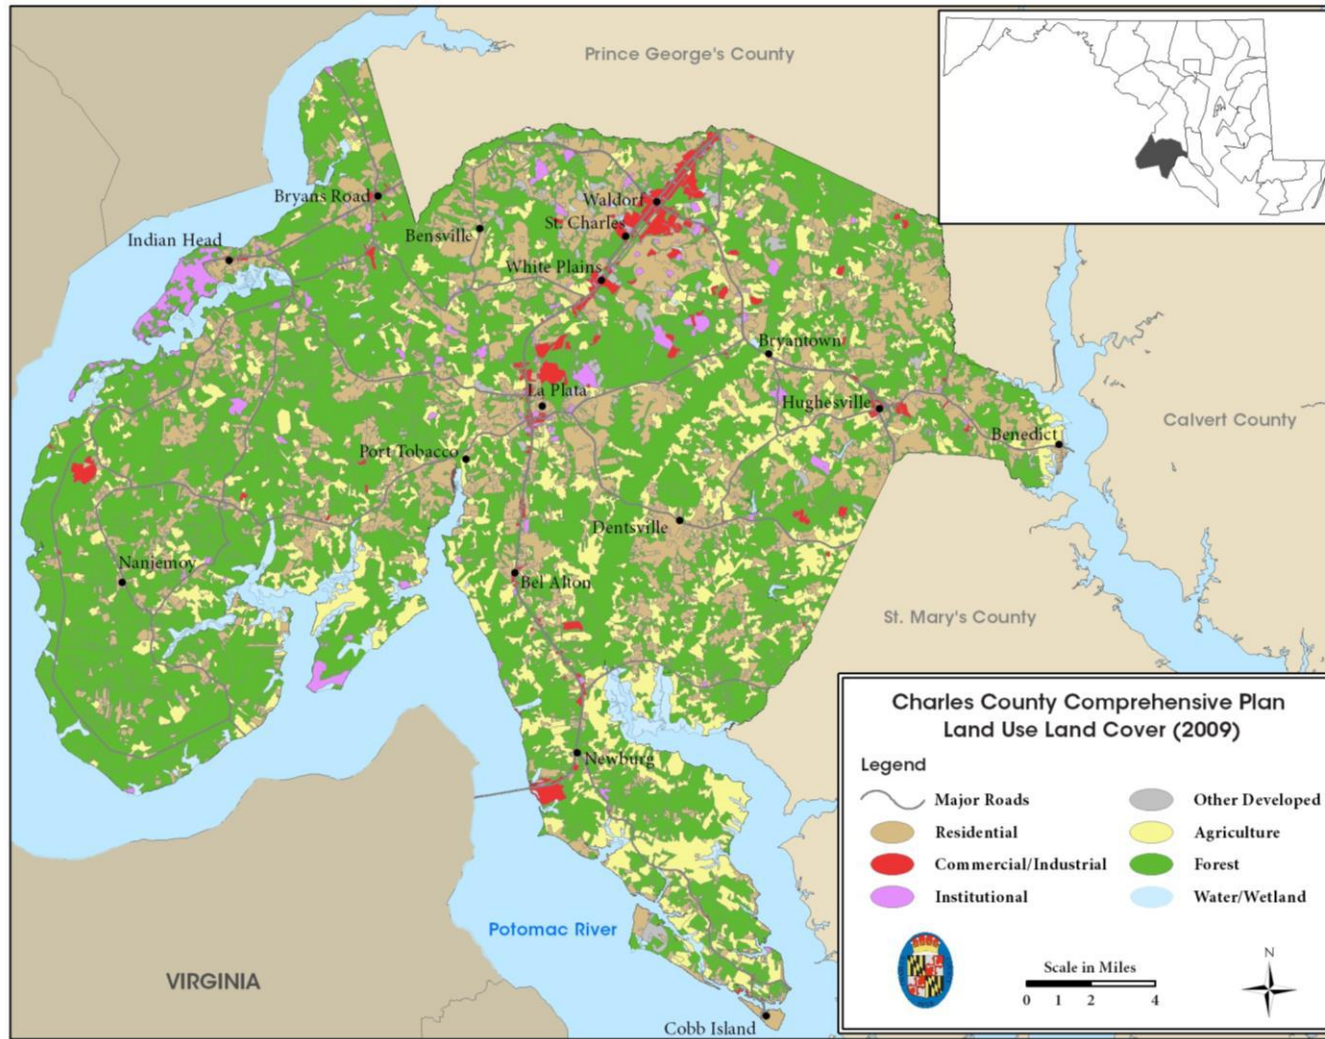 Prince George's County
Bryans Road
Waldorf
St. Charles
Bensville
Indian Head
White Plains
Bryantown
La Plata
Hughesville
Calvert County
Benedict
Port Tobacco
Dentsville
Nanjemoy
Bel Alton
St. Mary's County
Newburg
Potomac River
VIRGINIA
Cobb Island
Charles County Comprehensive Plan
Land Use Land Cover (2009)
Legend
Major Roads
Other Developed
Residential
Agriculture
Commercial/Industrial
Forest
Institutional
Water/Wetland
Scale in Miles
0 1 2 4
N